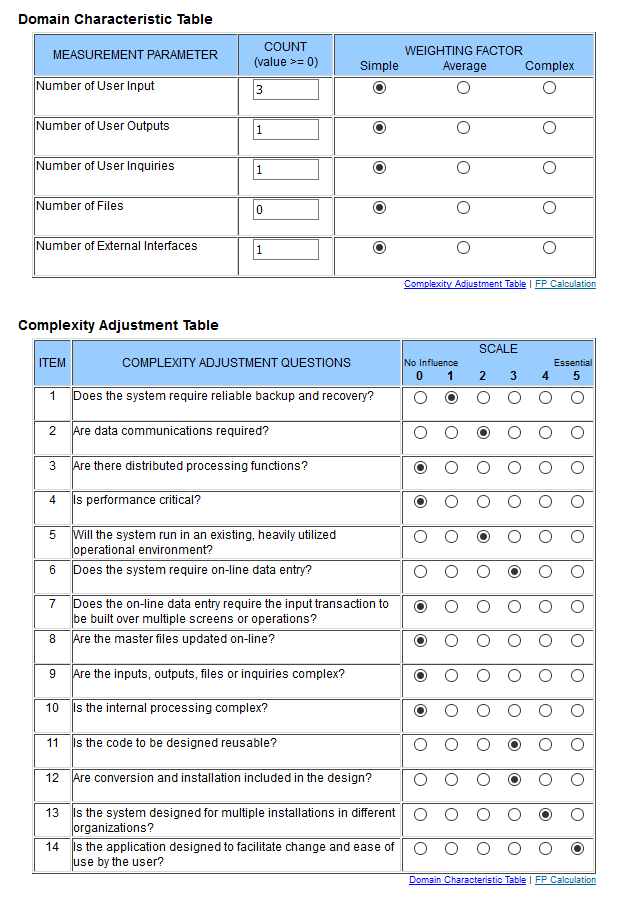 Domain Characteristic Table
MEASUREMENT PARAMETER
COUNT
(value >= 0)
WEIGHTING FACTOR
Simple Average Complex
Number of User Input 3
Number of User Outputs 1
Number of User Inquiries 1
Number of Files 0
Number of External Interfaces 1
Complexity Adjustment Table | FP Calculation
Complexity Adjustment Table
ITEM
COMPLEXITY ADJUSTMENT QUESTIONS
SCALE
No Influence Essential
0 1 2 3 4 5
1 Does the system require reliable backup and recovery?
2 Are data communications required?
3 Are there distributed processing functions?
4 Is performance critical?
5 Will the system run in an existing, heavily utilized
operational environment?
6 Does the system require on-line data entry?
7 Does the on-line data entry require the input transaction to
be built over multiple screens or operations?
8 Are the master files updated on-line?
9 Are the inputs, outputs, files or inquiries complex?
10 Is the internal processing complex?
11 Is the code to be designed reusable?
12 Are conversion and installation included in the design?
13 Is the system designed for multiple installations in different
organizations?
14 Is the application designed to facilitate change and ease of
use by the user?
Domain Characteristic Table | FP Calculation